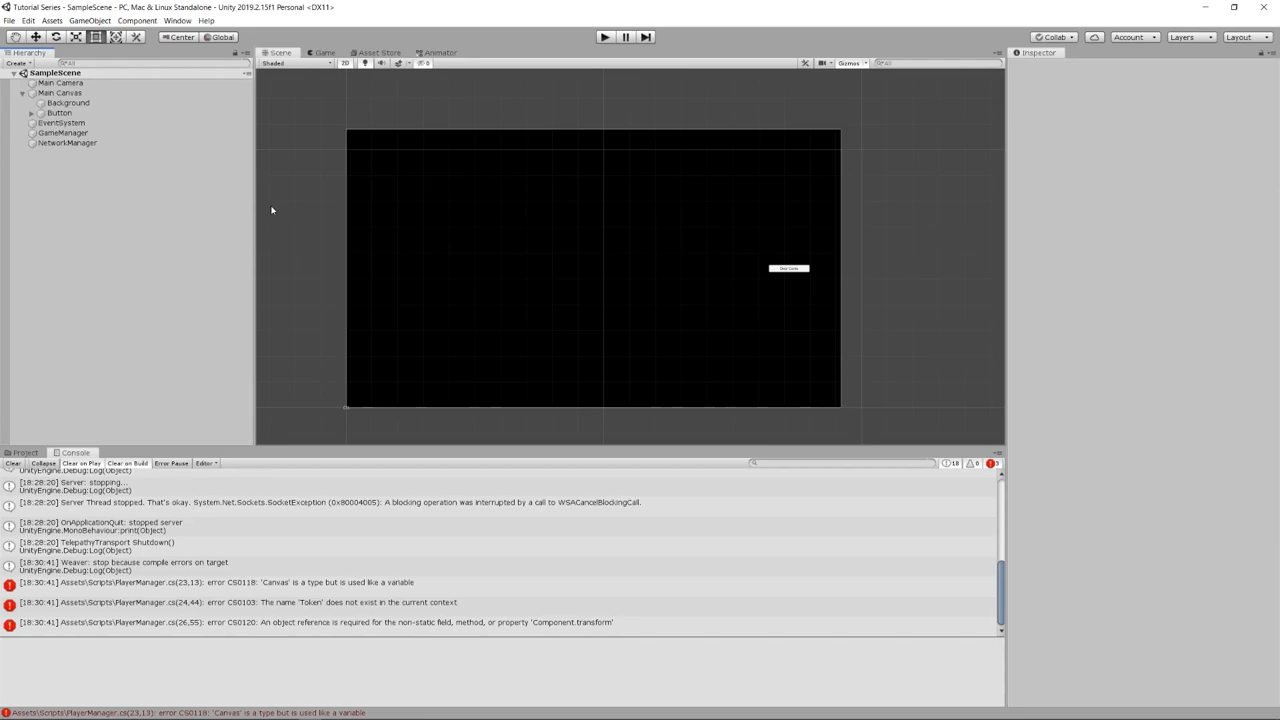 Tutorial Series - SampleScene - PC, Mac & Linux Standalone - Unity 2019.2.15f1 Personal <DX11>
File Edit Assets GameObject Component Window Help
Center Global Collab Account Layers Layout
Hierarchy Scene Game Asset Store Animator Inspector
Create All Shaded 2D 0 Gizmos All
SampleScene
Main Camera
Main Canvas
Background
Button
EventSystem
GameManager
NetworkManager
Project Console
Clear Collapse Clear on Play Clear on Build Error Pause Editor 18 0 3
UnityEngine.Debug:Log(Object)
[18:28:20] Server: stopping...
UnityEngine.Debug:Log(Object)
[18:28:20] Server Thread stopped. That's okay. System.Net.Sockets.SocketException (0x80004005): A blocking operation was interrupted by a call to WSACancelBlockingCall.
[18:28:20] OnApplicationQuit: stopped server
UnityEngine.MonoBehaviour:print(Object)
[18:28:20] TelepathyTransport Shutdown()
UnityEngine.Debug:Log(Object)
[18:30:41] Weaver: stop because compile errors on target
UnityEngine.Debug:Log(Object)
[18:30:41] Assets\Scripts\PlayerManager.cs(23,13): error CS0118: 'Canvas' is a type but is used like a variable
[18:30:41] Assets\Scripts\PlayerManager.cs(24,44): error CS0103: The name 'Token' does not exist in the current context
[18:30:41] Assets\Scripts\PlayerManager.cs(26,55): error CS0120: An object reference is required for the non-static field, method, or property 'Component.transform'
Assets\Scripts\PlayerManager.cs(23,13): error CS0118: 'Canvas' is a type but is used like a variable